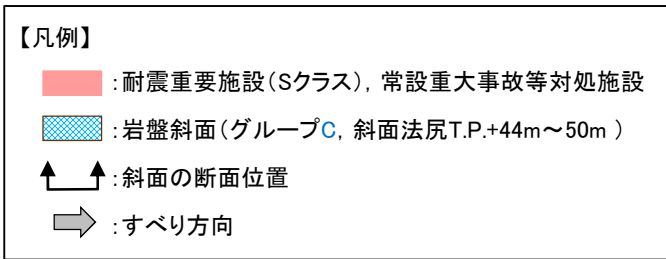 【凡例】
:耐震重要施設(Sクラス), 常設重大事故等対処施設
:岩盤斜面(グループC, 斜面法尻T.P.+44m～50m )
:斜面の断面位置
:すべり方向